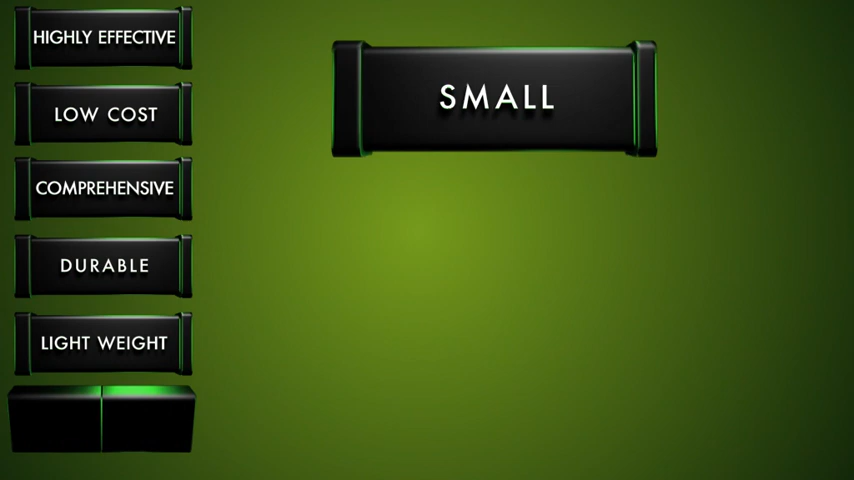 HIGHLY EFFECTIVE
LOW COST
COMPREHENSIVE
DURABLE
LIGHT WEIGHT
SMALL